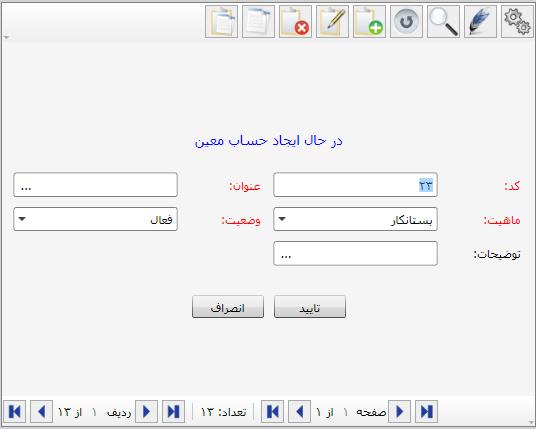 در حال ایجاد حساب معین
کد: ۲۳ عنوان: ...
ماهیت: بستانکار وضعیت: فعال
توضیحات: ...
تایید انصراف
صفحه ۱ از ۱ تعداد: ۱۳ ردیف ۱ از ۱۳